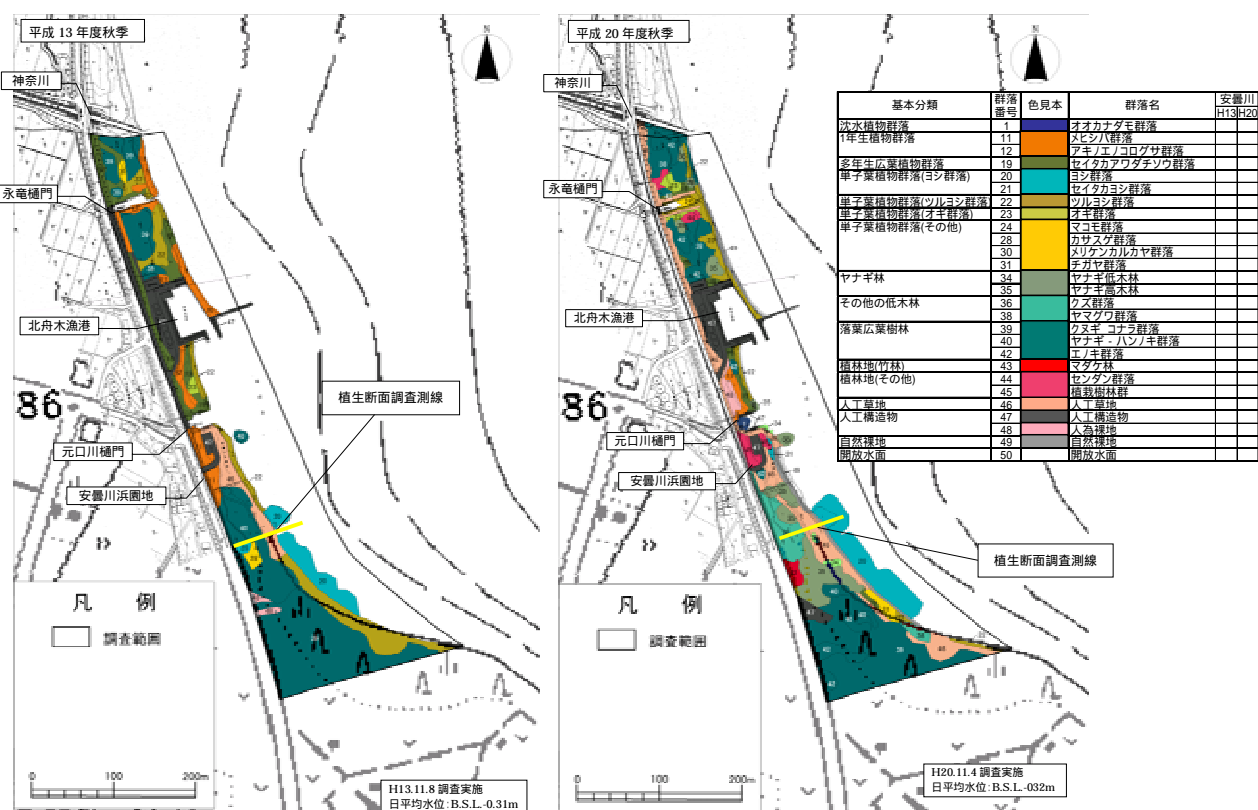 平成 13 年度秋季
N
神奈川
永竜樋門
北舟木漁港
86
植生断面調査測線
元口川樋門
安曇川浜園地
凡 例
調査範囲
0 100 200m
H13.11.8 調査実施
日平均水位:B.S.L.-0.31m
平成 20 年度秋季
N
神奈川
永竜樋門
北舟木漁港
86
元口川樋門
安曇川浜園地
植生断面調査測線
凡 例
調査範囲
0 100 200m
H20.11.4 調査実施
日平均水位:B.S.L.-032m
基本分類 群落番号 色見本 群落名 安曇川 H13 H20
沈水植物群落 1 オオカナダモ群落
1年生植物群落 11 メヒシバ群落
12 アキノエノコログサ群落
多年生広葉植物群落 19 セイタカアワダチソウ群落
単子葉植物群落(ヨシ群落) 20 ヨシ群落
21 セイタカヨシ群落
単子葉植物群落(ツルヨシ群落) 22 ツルヨシ群落
単子葉植物群落(オギ群落) 23 オギ群落
単子葉植物群落(その他) 24 マコモ群落
28 カサスゲ群落
30 メリケンカルカヤ群落
31 チガヤ群落
ヤナギ林 34 ヤナギ低木林
35 ヤナギ高木林
その他の低木林 36 クズ群落
38 ヤマグワ群落
落葉広葉樹林 39 クヌギ コナラ群落
40 ヤナギ - ハンノキ群落
42 エノキ群落
植林地(竹林) 43 マダケ林
植林地(その他) 44 センダン群落
45 植栽樹林群
人工草地 46 人工草地
人工構造物 47 人工構造物
48 人為裸地
自然裸地 49 自然裸地
開放水面 50 開放水面